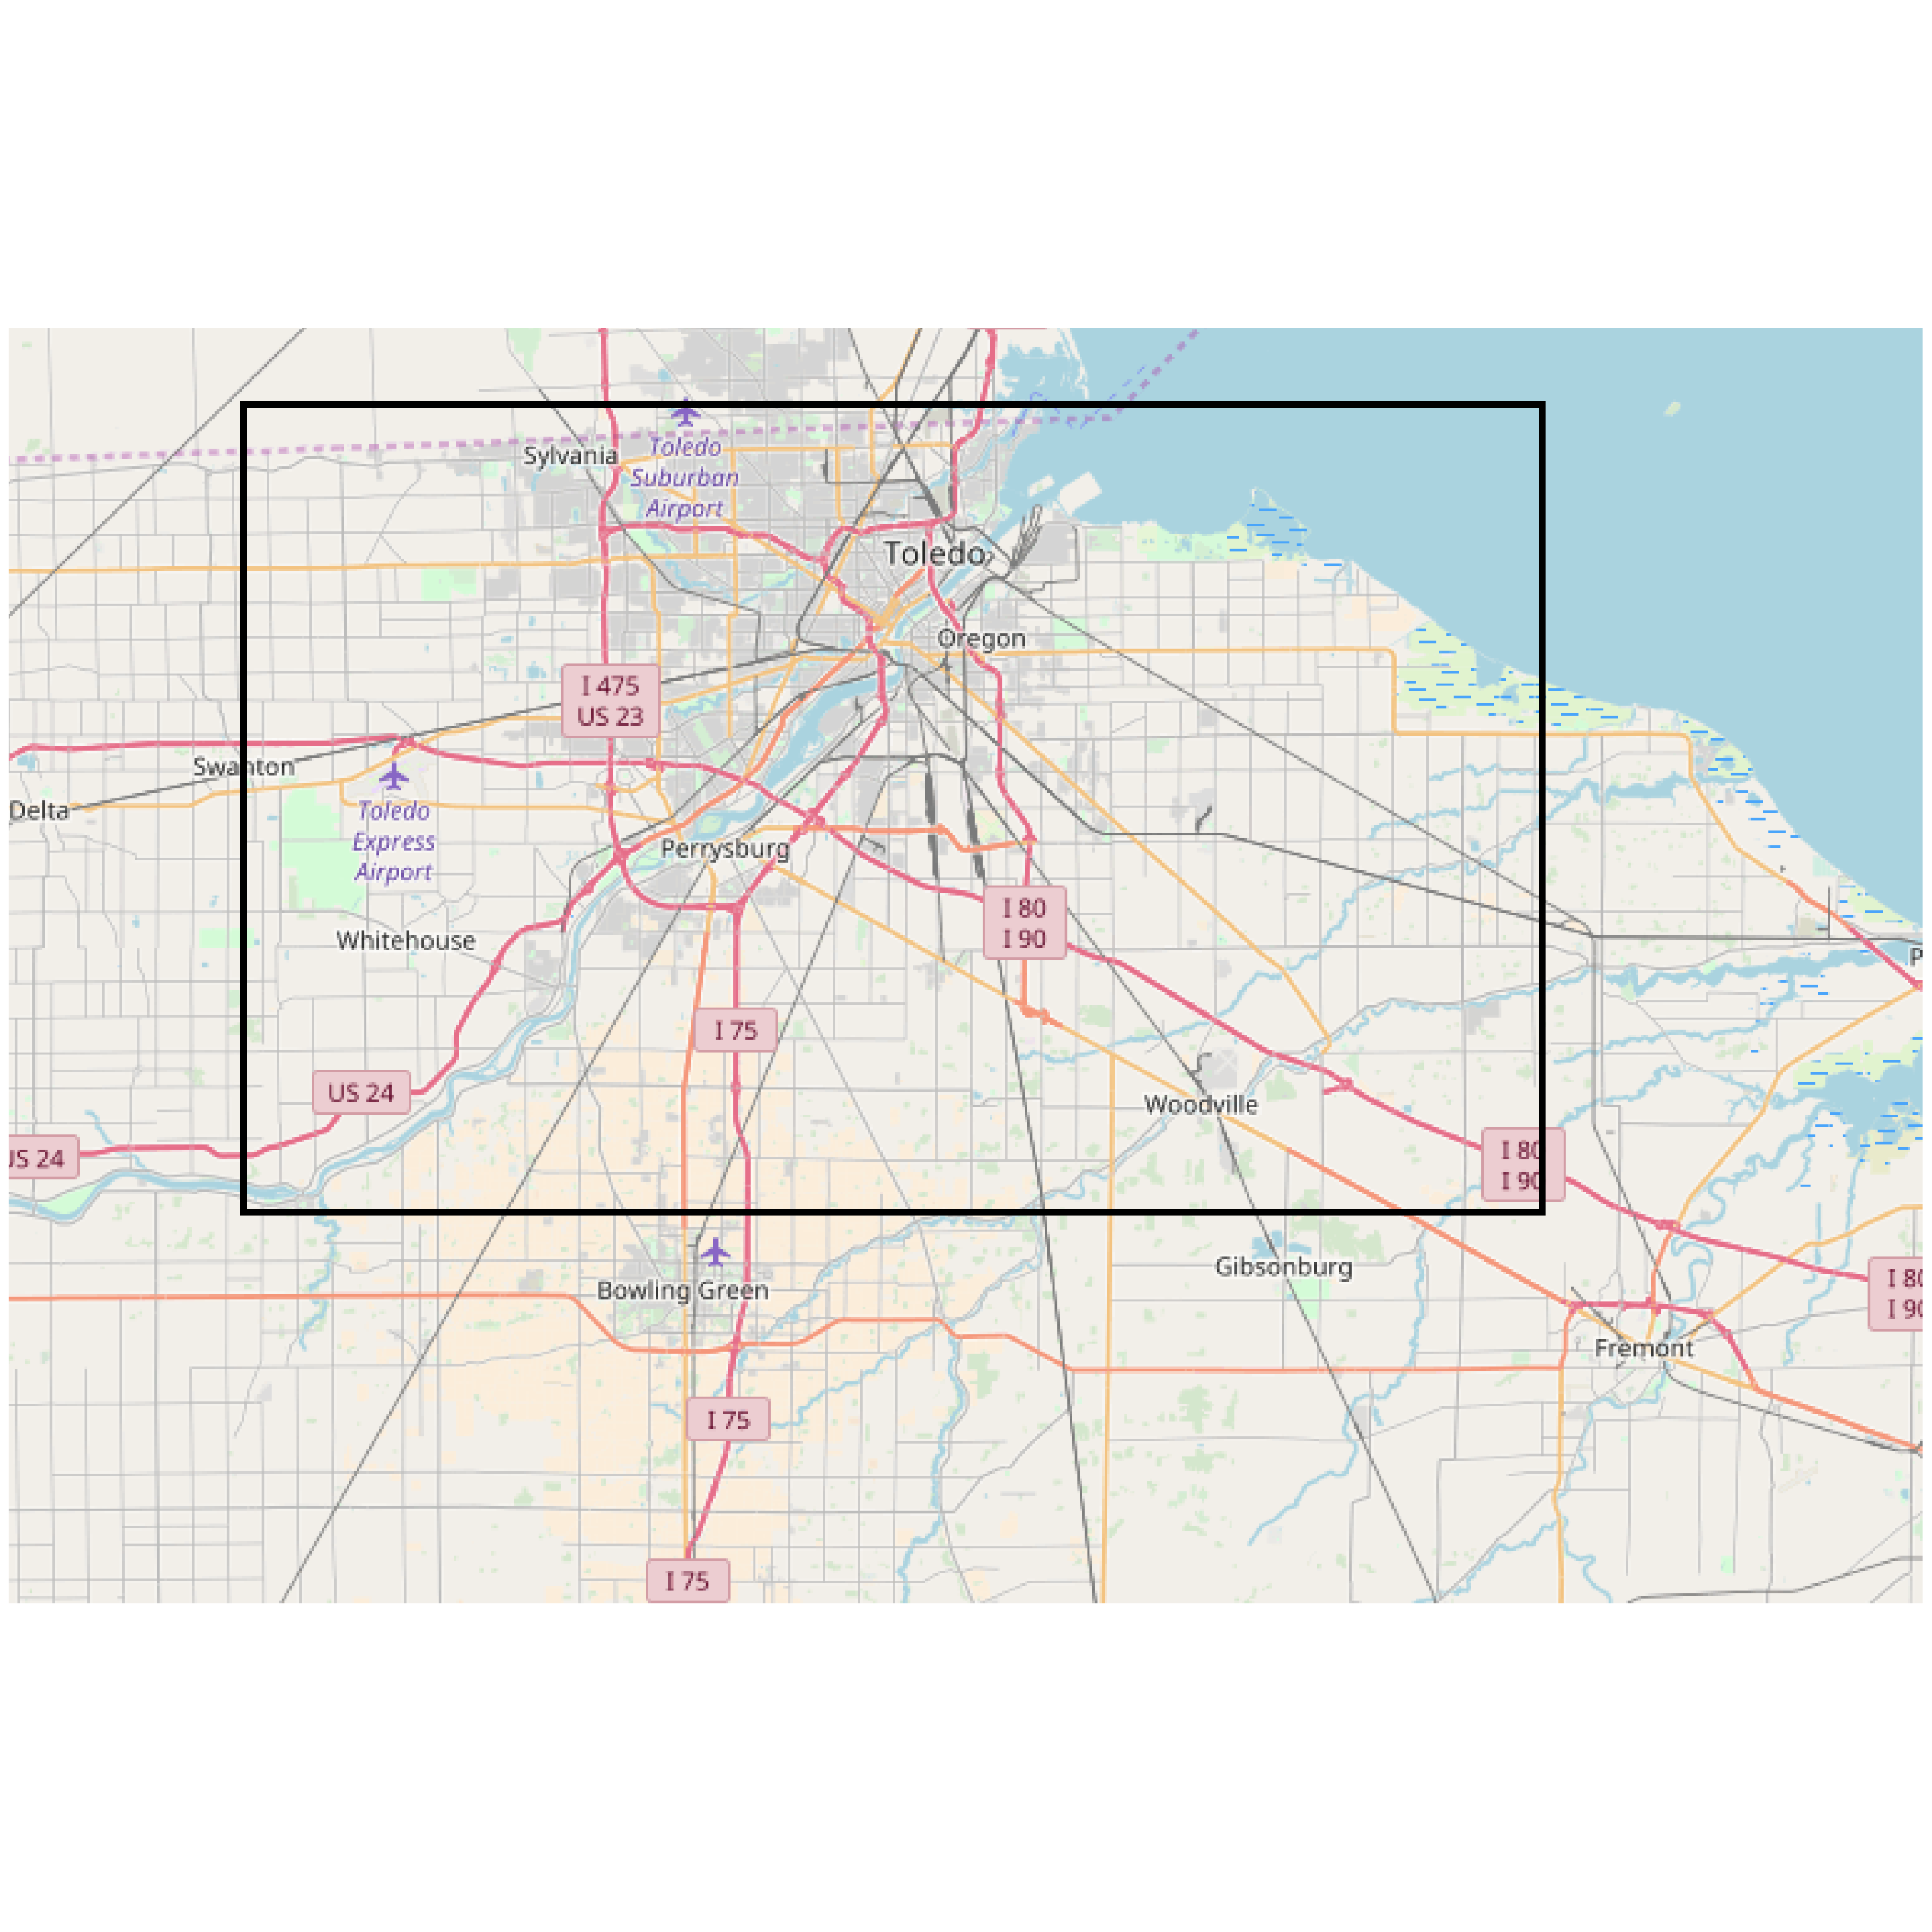 Sylvania
Toledo
Suburban
Airport
Toledo
Oregon
I 475
US 23
Swanton
Delta
Toledo
Express
Airport
Perrysburg
I 80
I 90
Whitehouse
P
I 75
US 24
Woodville
US 24
I 80
I 90
Gibsonburg
Bowling Green
I 80
I 90
Fremont
I 75
I 75